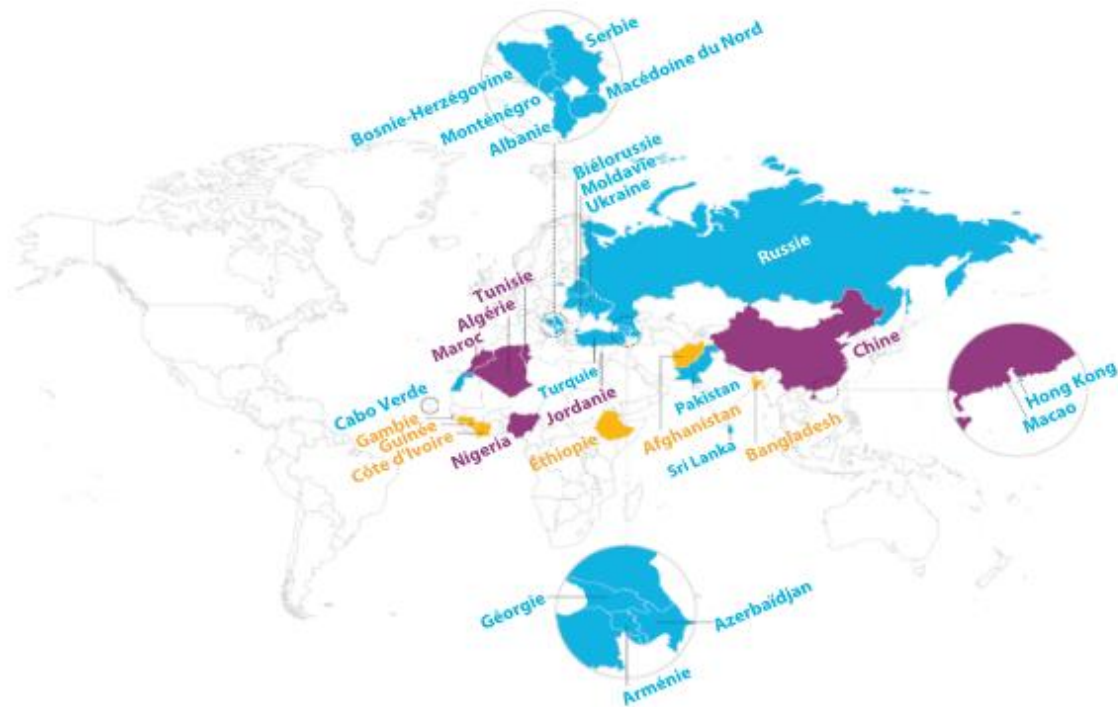 Serbie
Bosnie-Herzégovine
Macédoine du Nord
Monténégro
Albanie
Biélorussie
Moldavie
Ukraine
Russie
Tunisie
Algérie
Maroc
Chine
Cabo Verde
Turquie
Hong Kong
Macao
Gambie
Guinée
Côte d'Ivoire
Nigeria
Jordanie
Éthiopie
Pakistan
Afghanistan
Sri Lanka
Bangladesh
Géorgie
Azerbaïdjan
Arménie